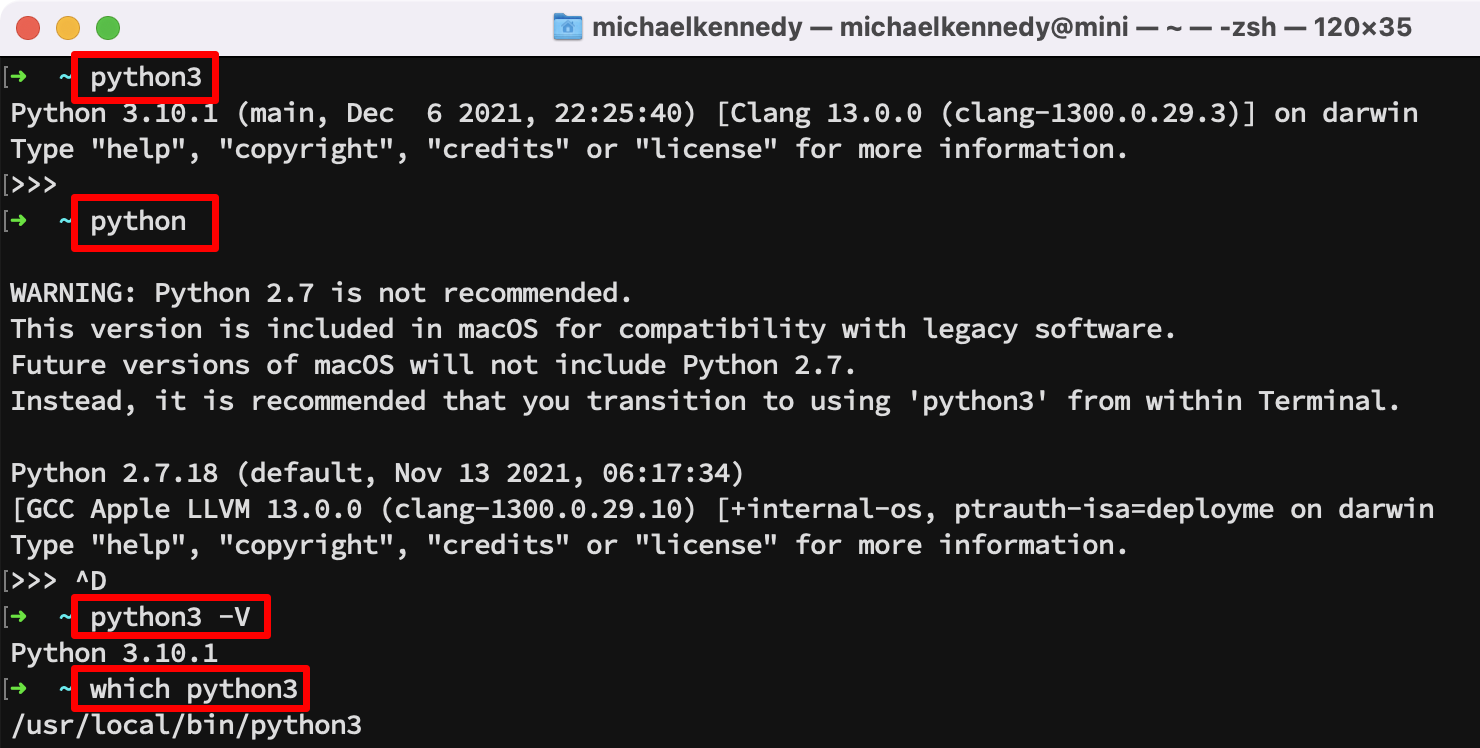 michaelkennedy — michaelkennedy@mini — ~ — -zsh — 120×35
[➜  ~ python3
Python 3.10.1 (main, Dec  6 2021, 22:25:40) [Clang 13.0.0 (clang-1300.0.29.3)] on darwin
Type "help", "copyright", "credits" or "license" for more information.
[>>>
[➜  ~ python
WARNING: Python 2.7 is not recommended.
This version is included in macOS for compatibility with legacy software.
Future versions of macOS will not include Python 2.7.
Instead, it is recommended that you transition to using 'python3' from within Terminal.
Python 2.7.18 (default, Nov 13 2021, 06:17:34)
[GCC Apple LLVM 13.0.0 (clang-1300.0.29.10) [+internal-os, ptrauth-isa=deployme on darwin
Type "help", "copyright", "credits" or "license" for more information.
[>>> ^D
[➜  ~ python3 -V
Python 3.10.1
[➜  ~ which python3
/usr/local/bin/python3